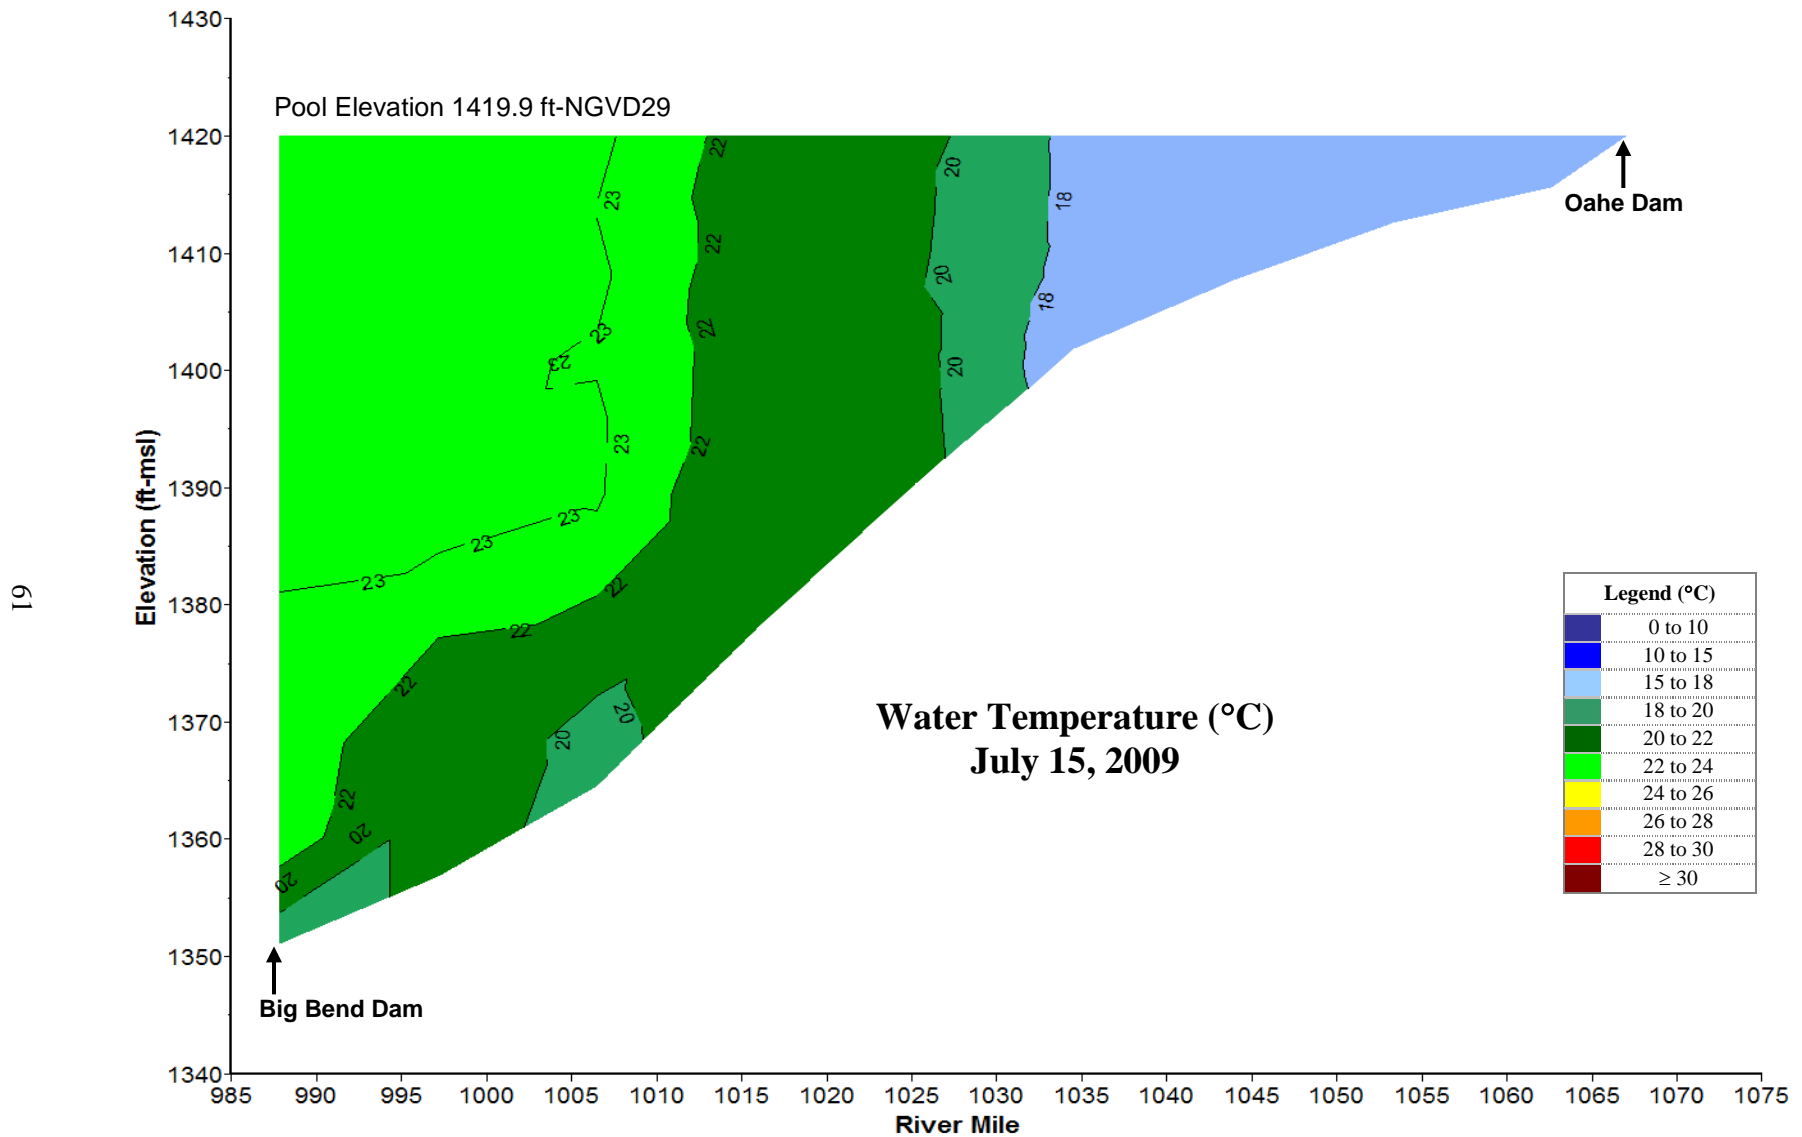 1430
Pool Elevation 1419.9 ft-NGVD29
1420
1410
1400
1390
1380
1370
1360
1350
1340
Elevation (ft-msl)
61
22
20
23
18
Oahe Dam
22
20
18
23
22
23
20
22
23
23
23
23
22
22
22
20
20
22
20
20
Water Temperature (°C)
July 15, 2009
Legend (°C)
0 to 10
10 to 15
15 to 18
18 to 20
20 to 22
22 to 24
24 to 26
26 to 28
28 to 30
≥ 30
Big Bend Dam
985 990 995 1000 1005 1010 1015 1020 1025 1030 1035 1040 1045 1050 1055 1060 1065 1070 1075
River Mile